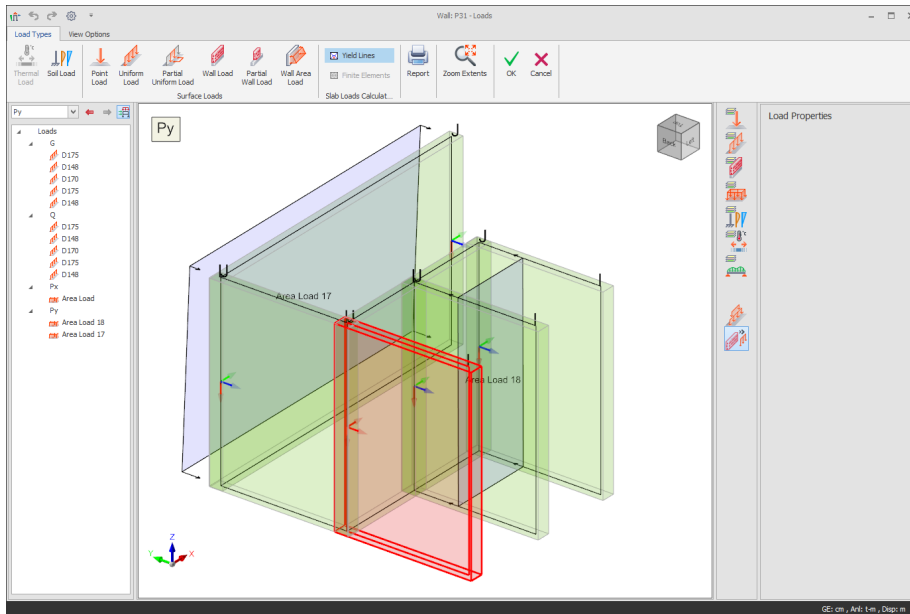 Wall: P31 - Loads
Load Types
View Options
Thermal Load
Soil Load
Point Load
Uniform Load
Partial Uniform Load
Wall Load
Partial Wall Load
Wall Area Load
Surface Loads
Yield Lines
Finite Elements
Slab Loads Calculat...
Report
Zoom Extents
OK
Cancel
Py
Loads
G
D175
D148
D170
D175
D148
Q
D175
D148
D170
D175
D148
Px
Area Load
Py
Area Load 18
Area Load 17
Py
J
J
Area Load 17
i
i
i
i
Area Load 18
Back
Left
Z
Y
X
Load Properties
GE: cm , Anl: t-m , Disp: m